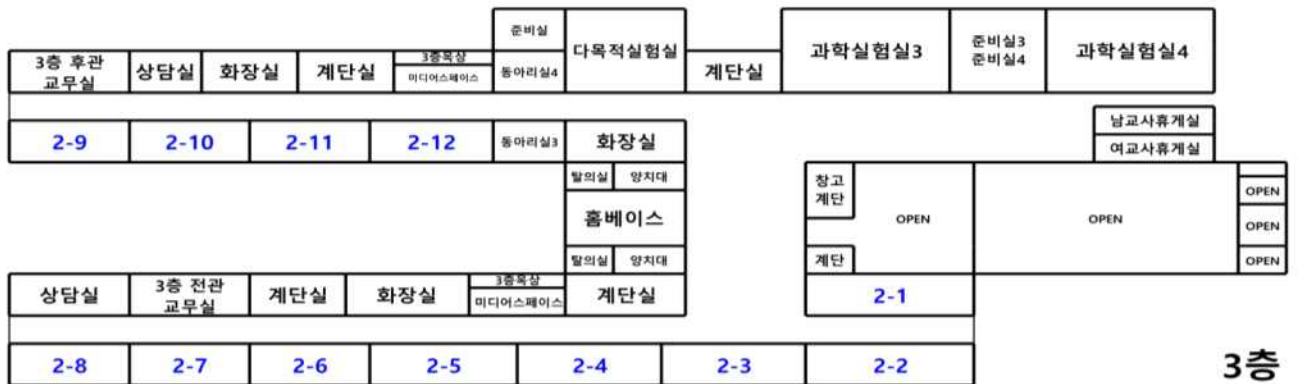 준비실
다목적실험실
과학실험실3
준비실3
준비실4
과학실험실4
3층 후관
교무실
상담실
화장실
계단실
3층옥상
미디어스페이스
동아리실4
계단실
남교사휴게실
여교사휴게실
2-9
2-10
2-11
2-12
동아리실3
화장실
탈의실
양치대
창고
계단
OPEN
OPEN
OPEN
홈베이스
OPEN
탈의실
양치대
계단
OPEN
상담실
3층 전관
교무실
계단실
화장실
3층옥상
미디어스페이스
계단실
2-1
2-8
2-7
2-6
2-5
2-4
2-3
2-2
3층